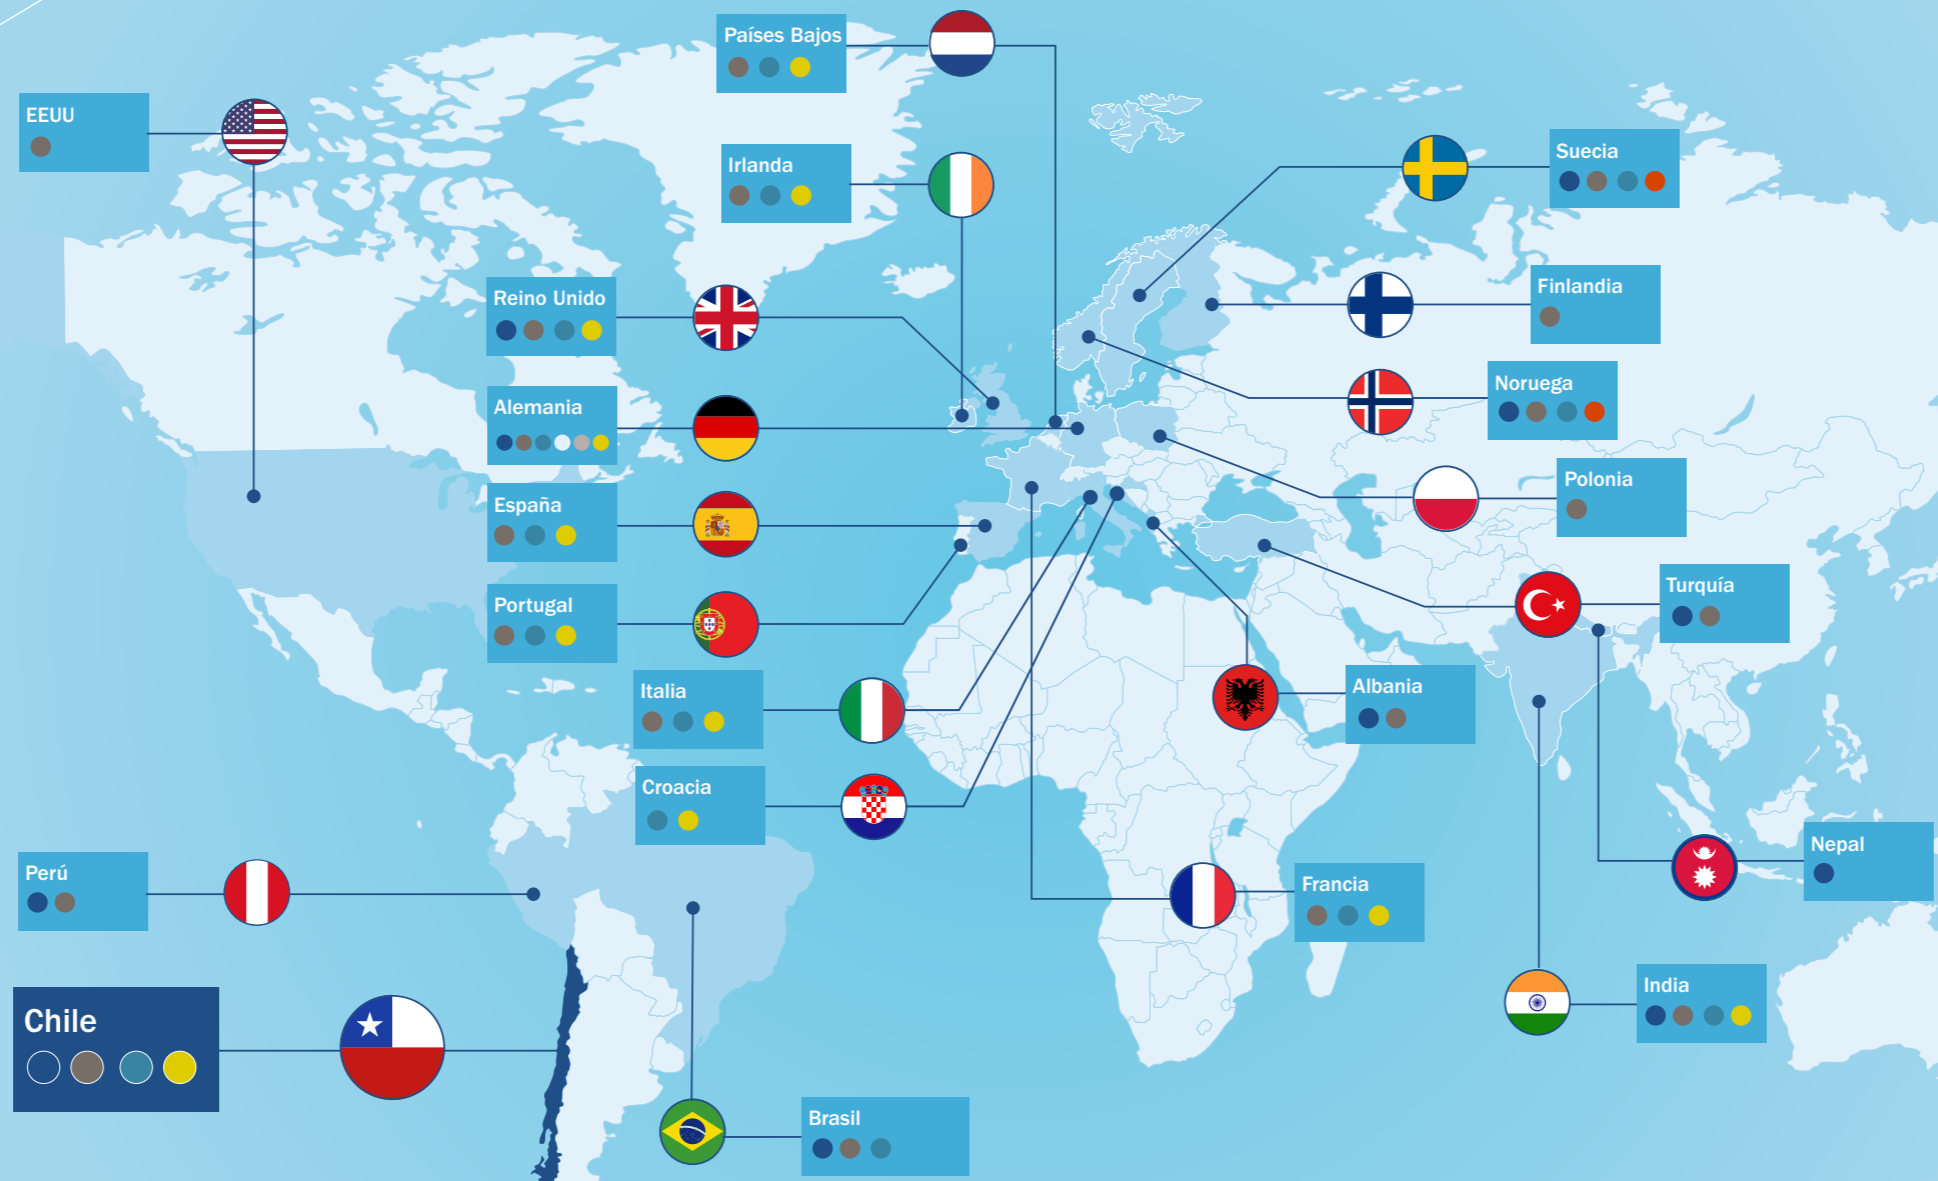 Países Bajos
EEUU
Irlanda
Suecia
Reino Unido
Finlandia
Alemania
Noruega
España
Polonia
Portugal
Turquía
Italia
Albania
Croacia
Perú
Francia
Nepal
Chile
India
Brasil